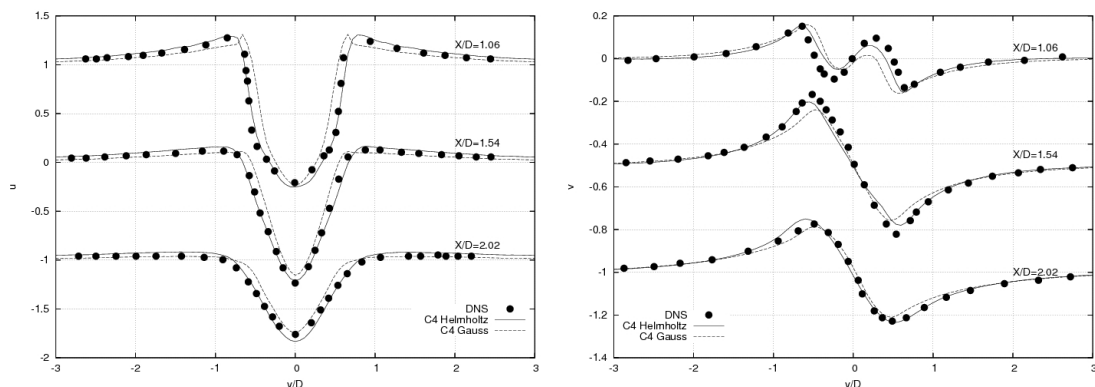 1.5
1
0.5
0
-0.5
-1
-1.5
-2
u
X/D=1.06
X/D=1.54
X/D=2.02
DNS
C4 Helmholtz
C4 Gauss
-3 -2 -1 0 1 2 3
y/D
0.2
0
-0.2
-0.4
-0.6
-0.8
-1
-1.2
-1.4
v
X/D=1.06
X/D=1.54
X/D=2.02
DNS
C4 Helmholtz
C4 Gauss
-3 -2 -1 0 1 2 3
y/D